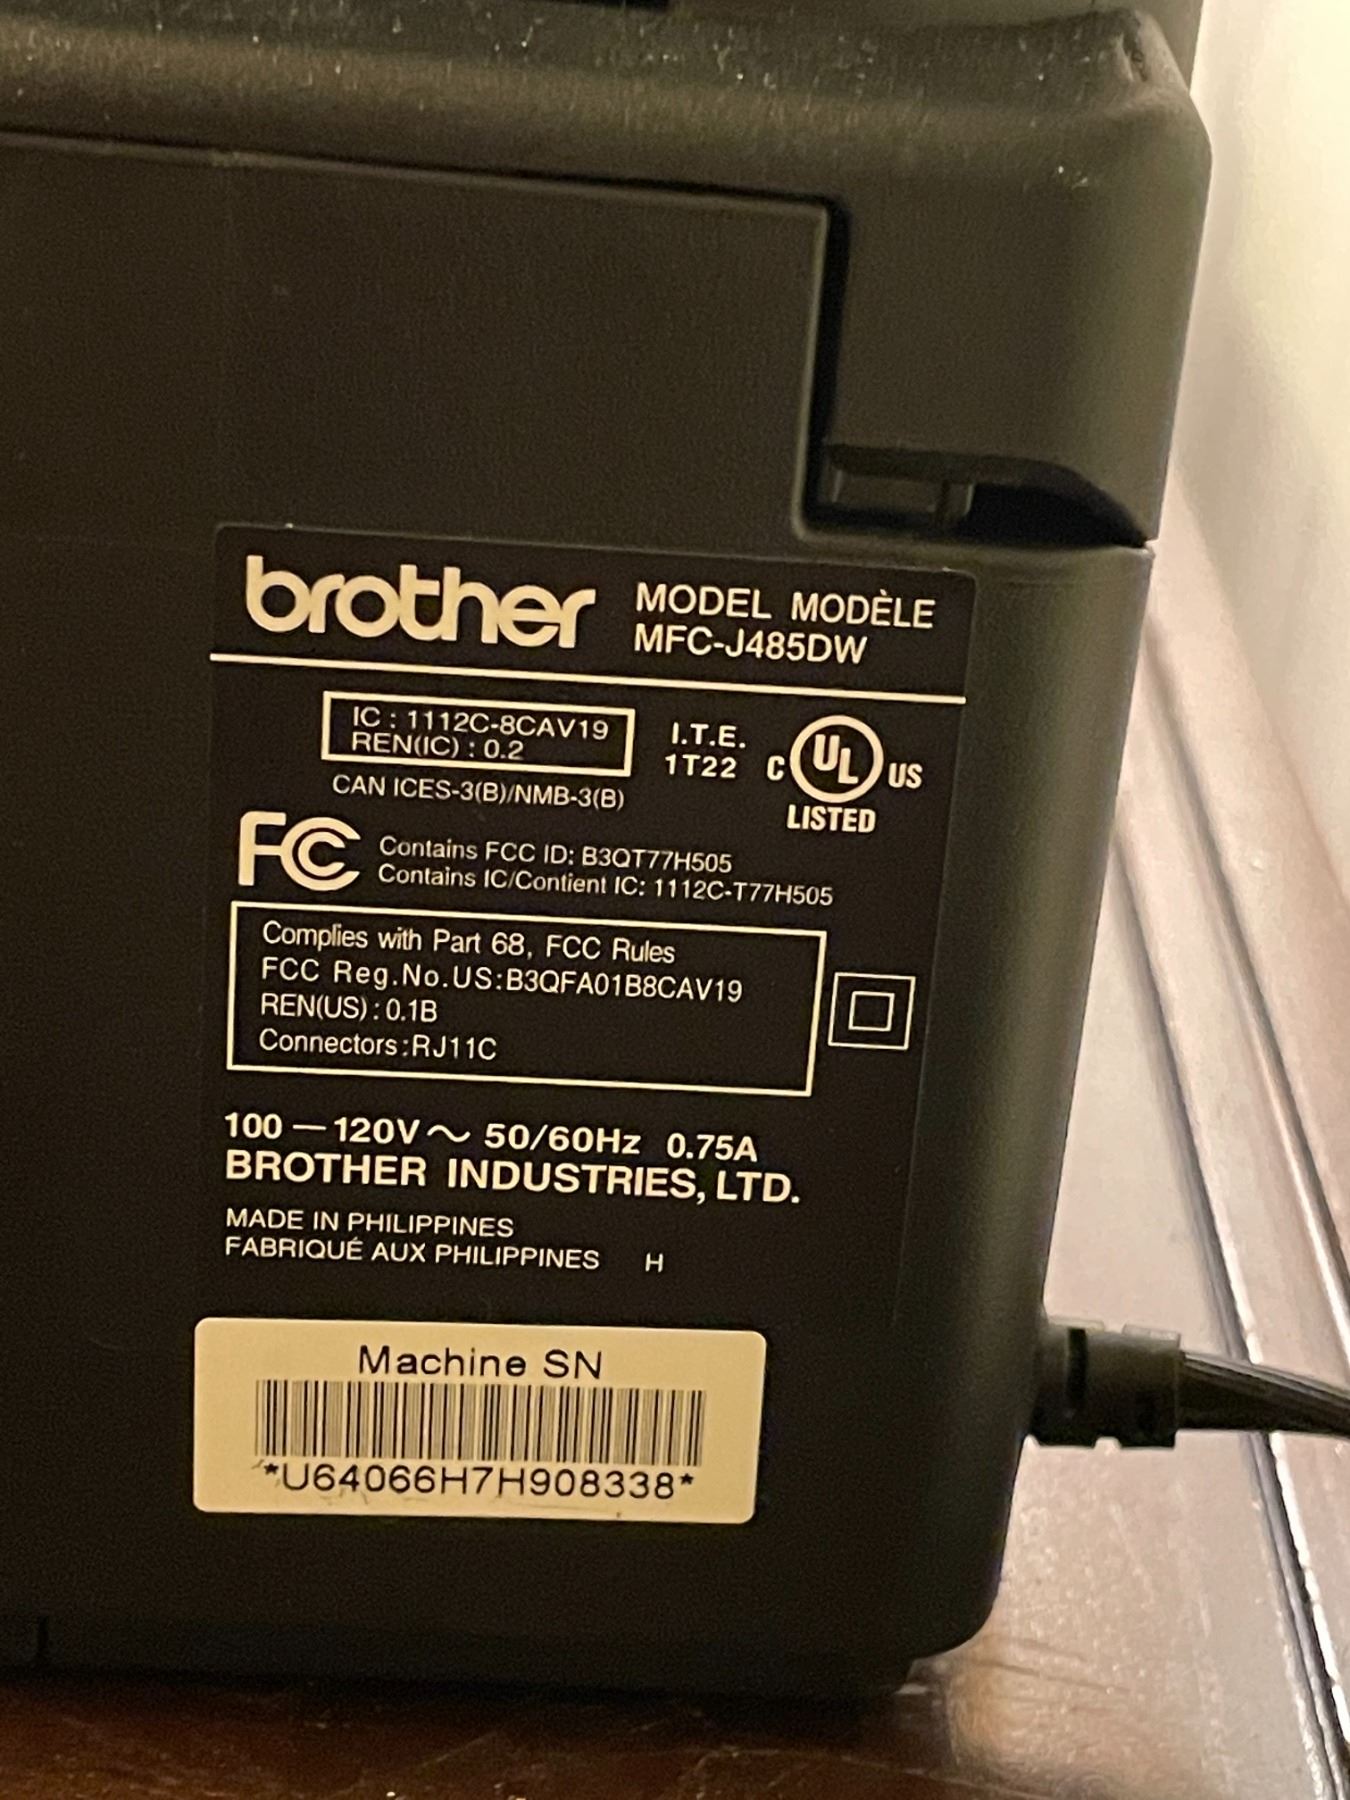 brother
MODEL MODÈLE
MFC-J485DW
IC : 1112C-8CAV19
REN(IC) : 0.2
CAN ICES-3(B)/NMB-3(B)
I.T.E.
1T22
C UL US
LISTED
FC Contains FCC ID: B3QT77H505
Contains IC/Contient IC: 1112C-T77H505
Complies with Part 68, FCC Rules
FCC Reg.No.US:B3QFA01B8CAV19
REN(US) : 0.1B
Connectors:RJ11C
100 — 120V ～ 50/60Hz 0.75A
BROTHER INDUSTRIES, LTD.
MADE IN PHILIPPINES
FABRIQUÉ AUX PHILIPPINES H
Machine SN
*U64066H7H908338*